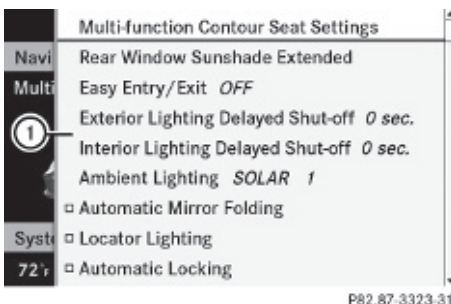 Multi-function Contour Seat Settings
Navi Rear Window Sunshade Extended
Multi Easy Entry/Exit OFF
Exterior Lighting Delayed Shut-off 0 sec.
1
Interior Lighting Delayed Shut-off 0 sec.
Ambient Lighting SOLAR 1
Automatic Mirror Folding
Syste Locator Lighting
72°F Automatic Locking
P82.87-3323-31